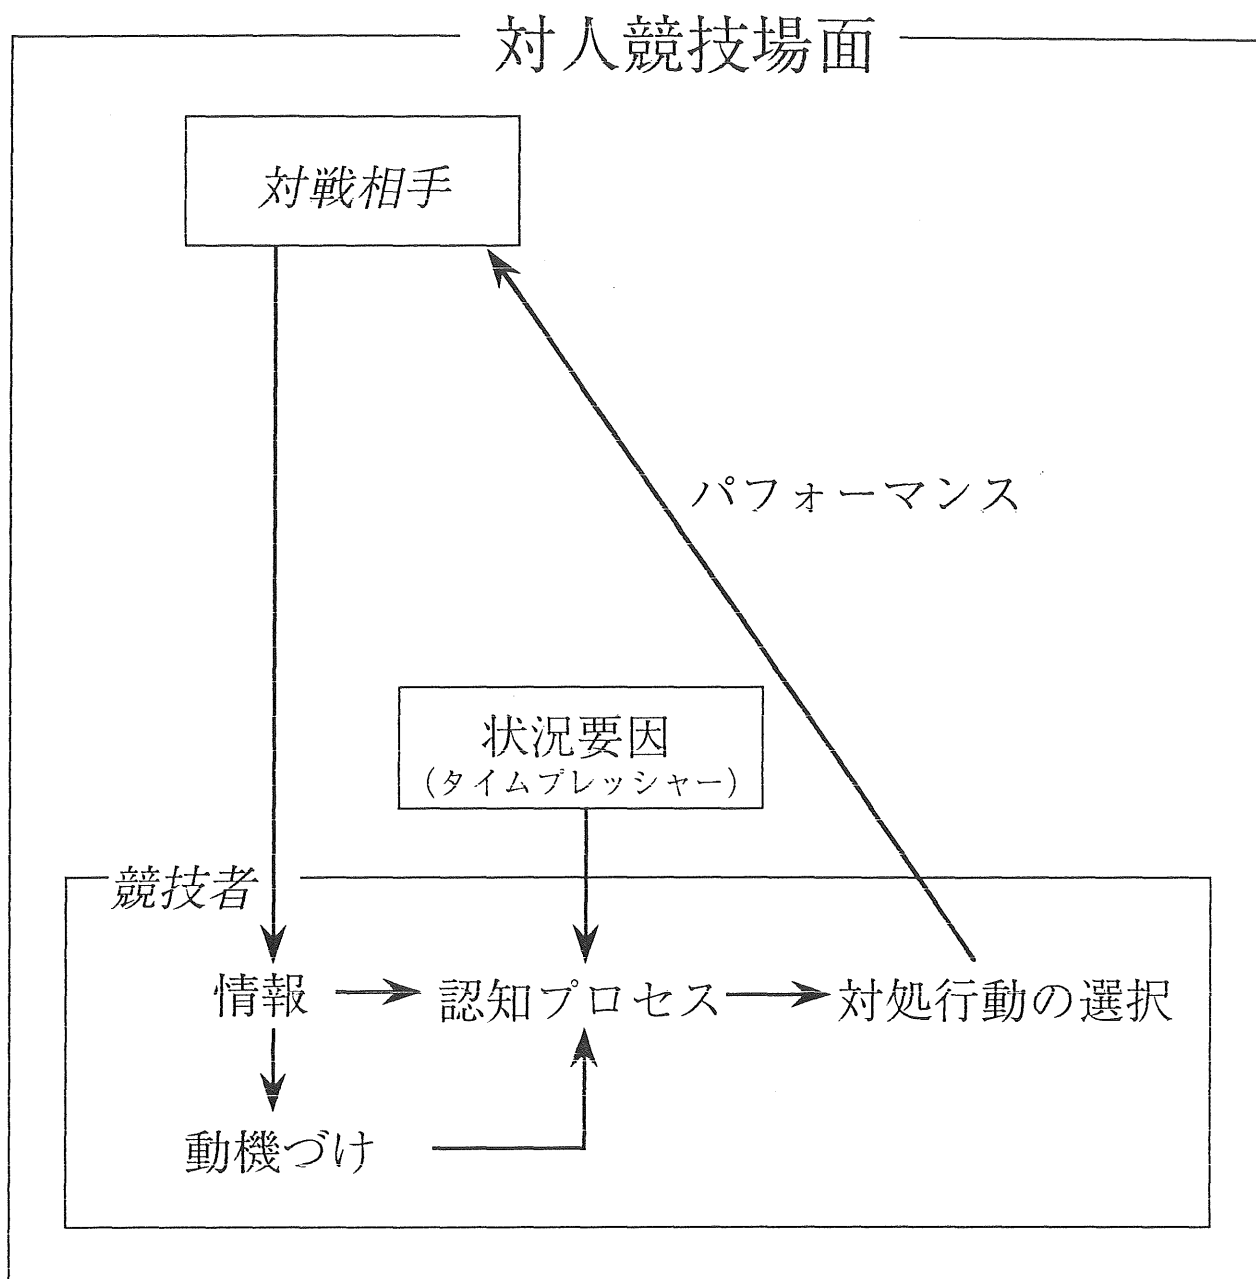 対人競技場面
対戦相手
パフォーマンス
状況要因
(タイムプレッシャー)
競技者
情報
認知プロセス
対処行動の選択
動機づけ